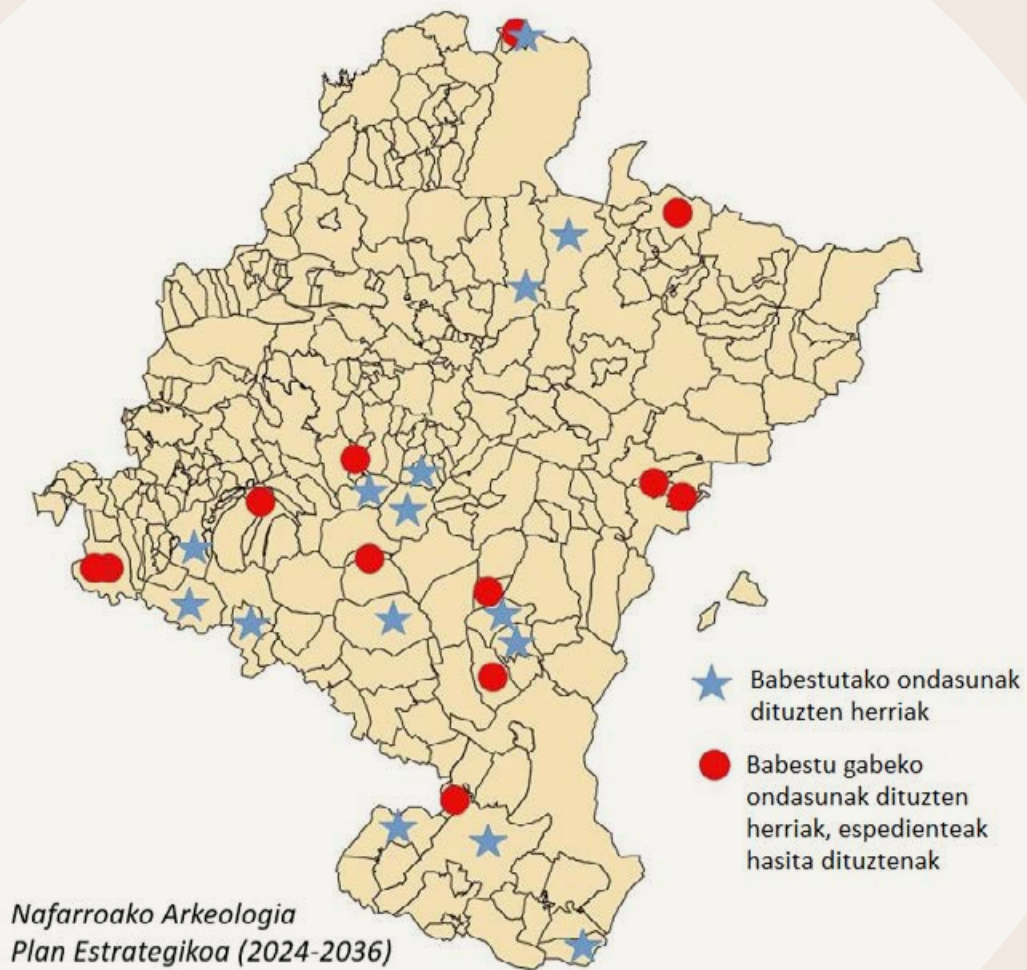 Babestutako ondasunak
dituzten herriak
Babestu gabeko
ondasunak dituzten
herriak, espedienteak
hasita dituztenak
Nafarroako Arkeologia
Plan Estrategikoa (2024-2036)